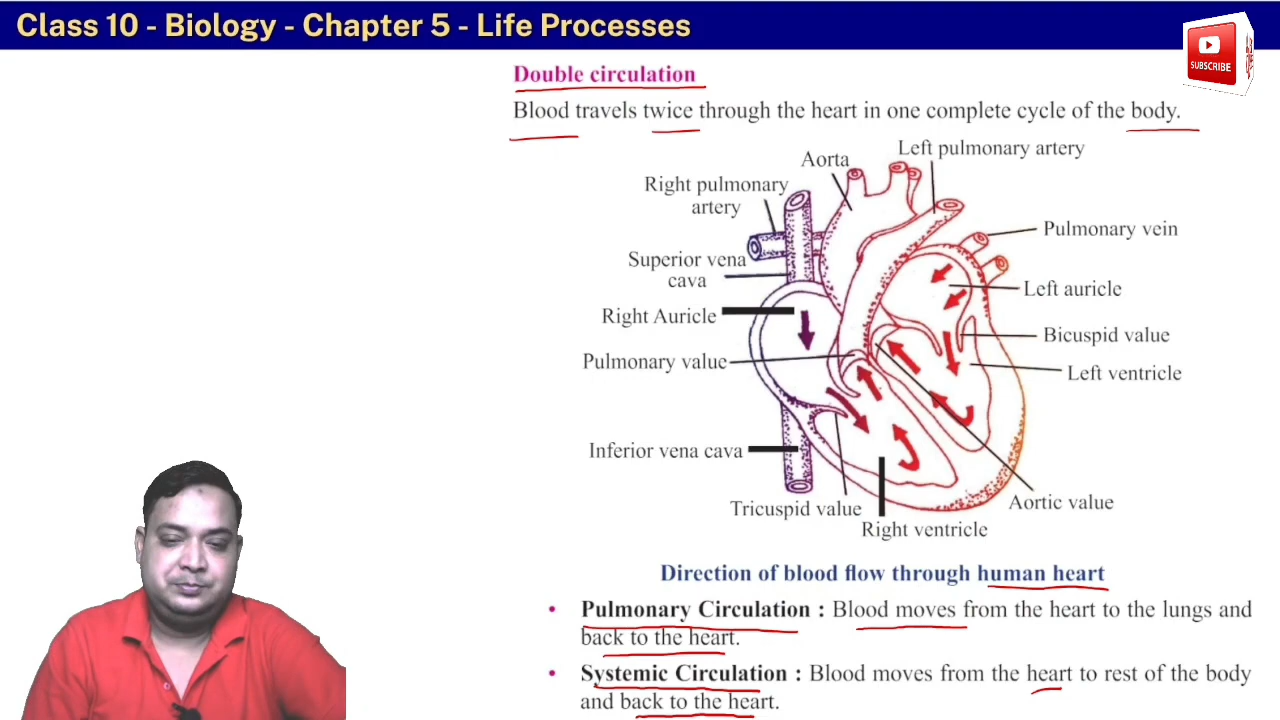 Class 10 - Biology - Chapter 5 - Life Processes
SUBSCRIBE
Double circulation
Blood travels twice through the heart in one complete cycle of the body.
Left pulmonary artery
Aorta
Right pulmonary
artery
Pulmonary vein
Superior vena
cava
Left auricle
Right Auricle
Bicuspid value
Pulmonary value
Left ventricle
Inferior vena cava
Aortic value
Tricuspid value
Right ventricle
Direction of blood flow through human heart
• Pulmonary Circulation : Blood moves from the heart to the lungs and
back to the heart.
• Systemic Circulation : Blood moves from the heart to rest of the body
and back to the heart.